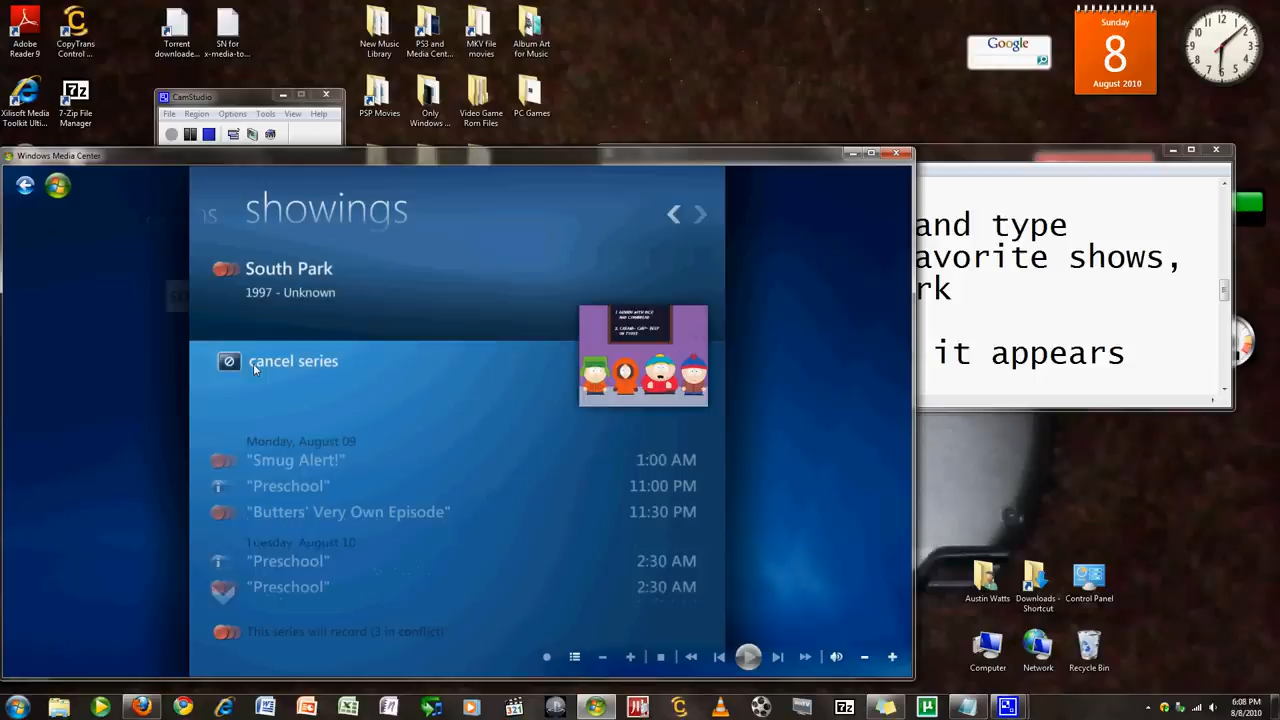 Adobe
Reader 9
CopyTrans
Control ...
Torrent
downloade...
SN for
x-media-to...
New Music
Library
PS3 and
Media Cent...
MKV file
movies
Album Art
for Music
Google
Sunday
8
August 2010
Xilisoft Media
Toolkit Ulti...
7-Zip File
Manager
CamStudio
File Region Options Tools View Help
PSP Movies
Only
Windows ...
Video Game
Rom Files
PC Games
Windows Media Center
showings
South Park
1997 - Unknown
cancel series
Monday, August 09
"Smug Alert!" 1:00 AM
"Preschool" 11:00 PM
"Butters' Very Own Episode" 11:30 PM
Tuesday, August 10
"Preschool" 2:30 AM
"Preschool" 2:30 AM
This series will record (3 in conflict)
and type
avorite shows,
rk
it appears
Austin Watts
Downloads -
Shortcut
Control Panel
Computer
Network
Recycle Bin
6:08 PM
8/8/2010